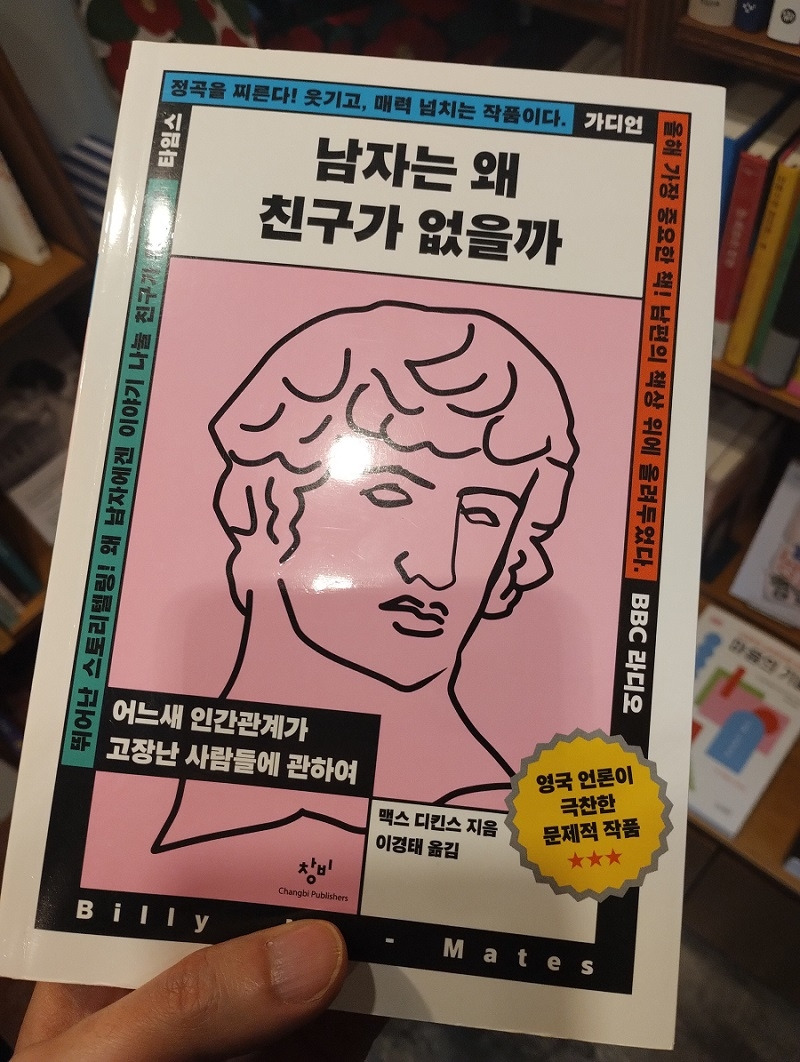 정곡을 찌른다! 웃기고, 매력 넘치는 작품이다. 가디언
남자는 왜
친구가 없을까
올해 가장 중요한 책! 남편의 책상 위에 올려두었다. BBC 라디오
뛰어난 스토리텔링! 왜 남자에겐 이야기 나눌 친구가 타임스
어느새 인간관계가
고장난 사람들에 관하여
맥스 디킨스 지음
이경태 옮김
영국 언론이
극찬한
문제적 작품
창비
Changbi Publishers
Billy - Mates